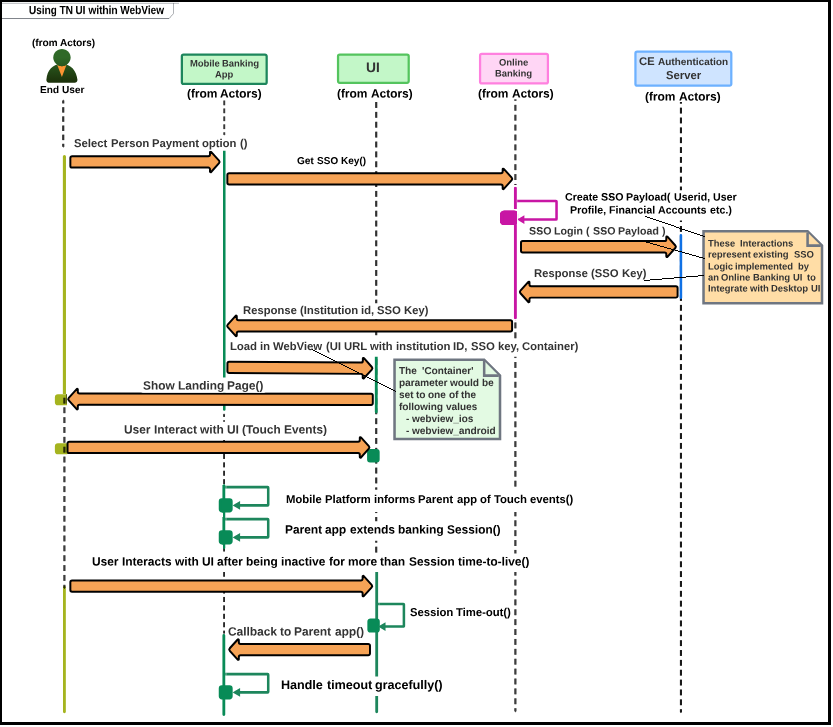 Using TN UI within WebView
(from Actors)
End User
Mobile Banking
App
(from Actors)
UI
(from Actors)
Online
Banking
(from Actors)
CE Authentication
Server
(from Actors)
Select Person Payment option ()
Get SSO Key()
Create SSO Payload( Userid, User
Profile, Financial Accounts etc.)
SSO Login ( SSO Payload )
These Interactions
represent existing SSO
Logic implemented by
an Online Banking UI to
Integrate with Desktop UI
Response (SSO Key)
Response (Institution id, SSO Key)
Load in WebView (UI URL with institution ID, SSO key, Container)
The 'Container'
parameter would be
set to one of the
following values
- webview_ios
- webview_android
Show Landing Page()
User Interact with UI (Touch Events)
Mobile Platform informs Parent app of Touch events()
Parent app extends banking Session()
User Interacts with UI after being inactive for more than Session time-to-live()
Session Time-out()
Callback to Parent app()
Handle timeout gracefully()